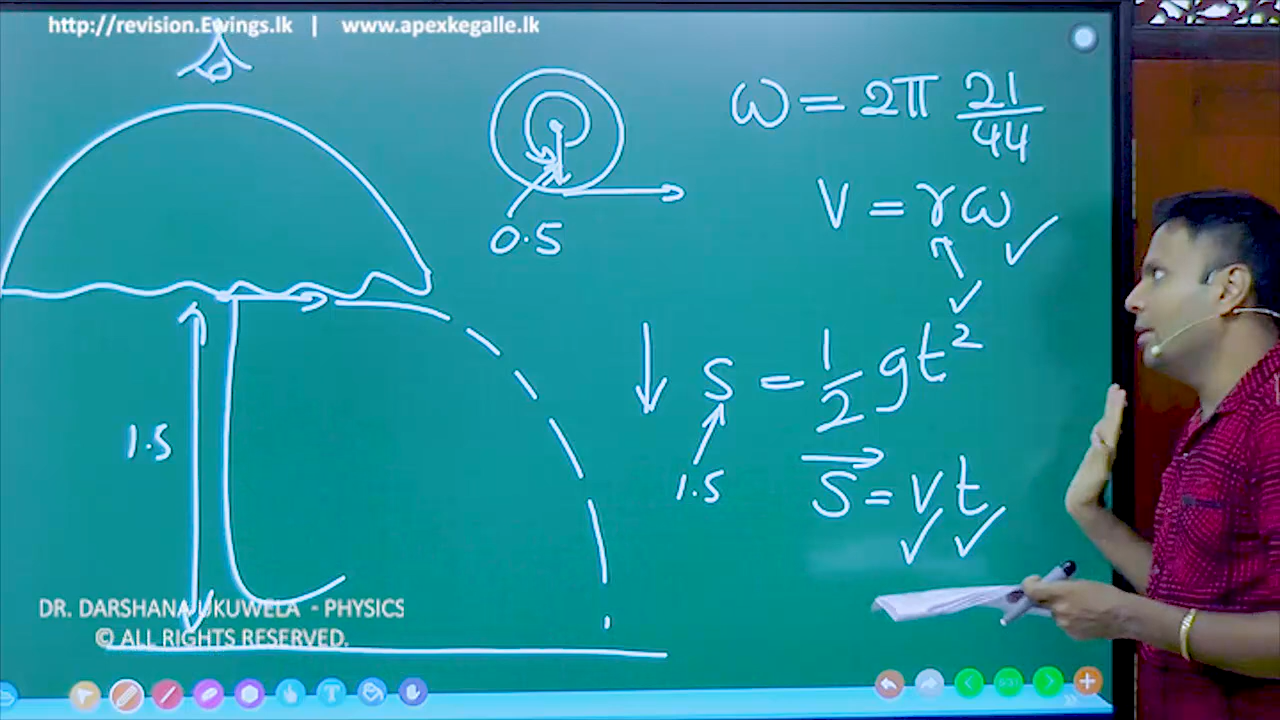 http://revision.Ewings.lk | www.apexkegalle.lk
ω = 2π 21/44
V = rω ✓
✓
0.5
S = 1/2 gt²
1.5
1.5
S = vt
✓ ✓
DR. DARSHANA UKUWELA - PHYSICS
© ALL RIGHTS RESERVED.